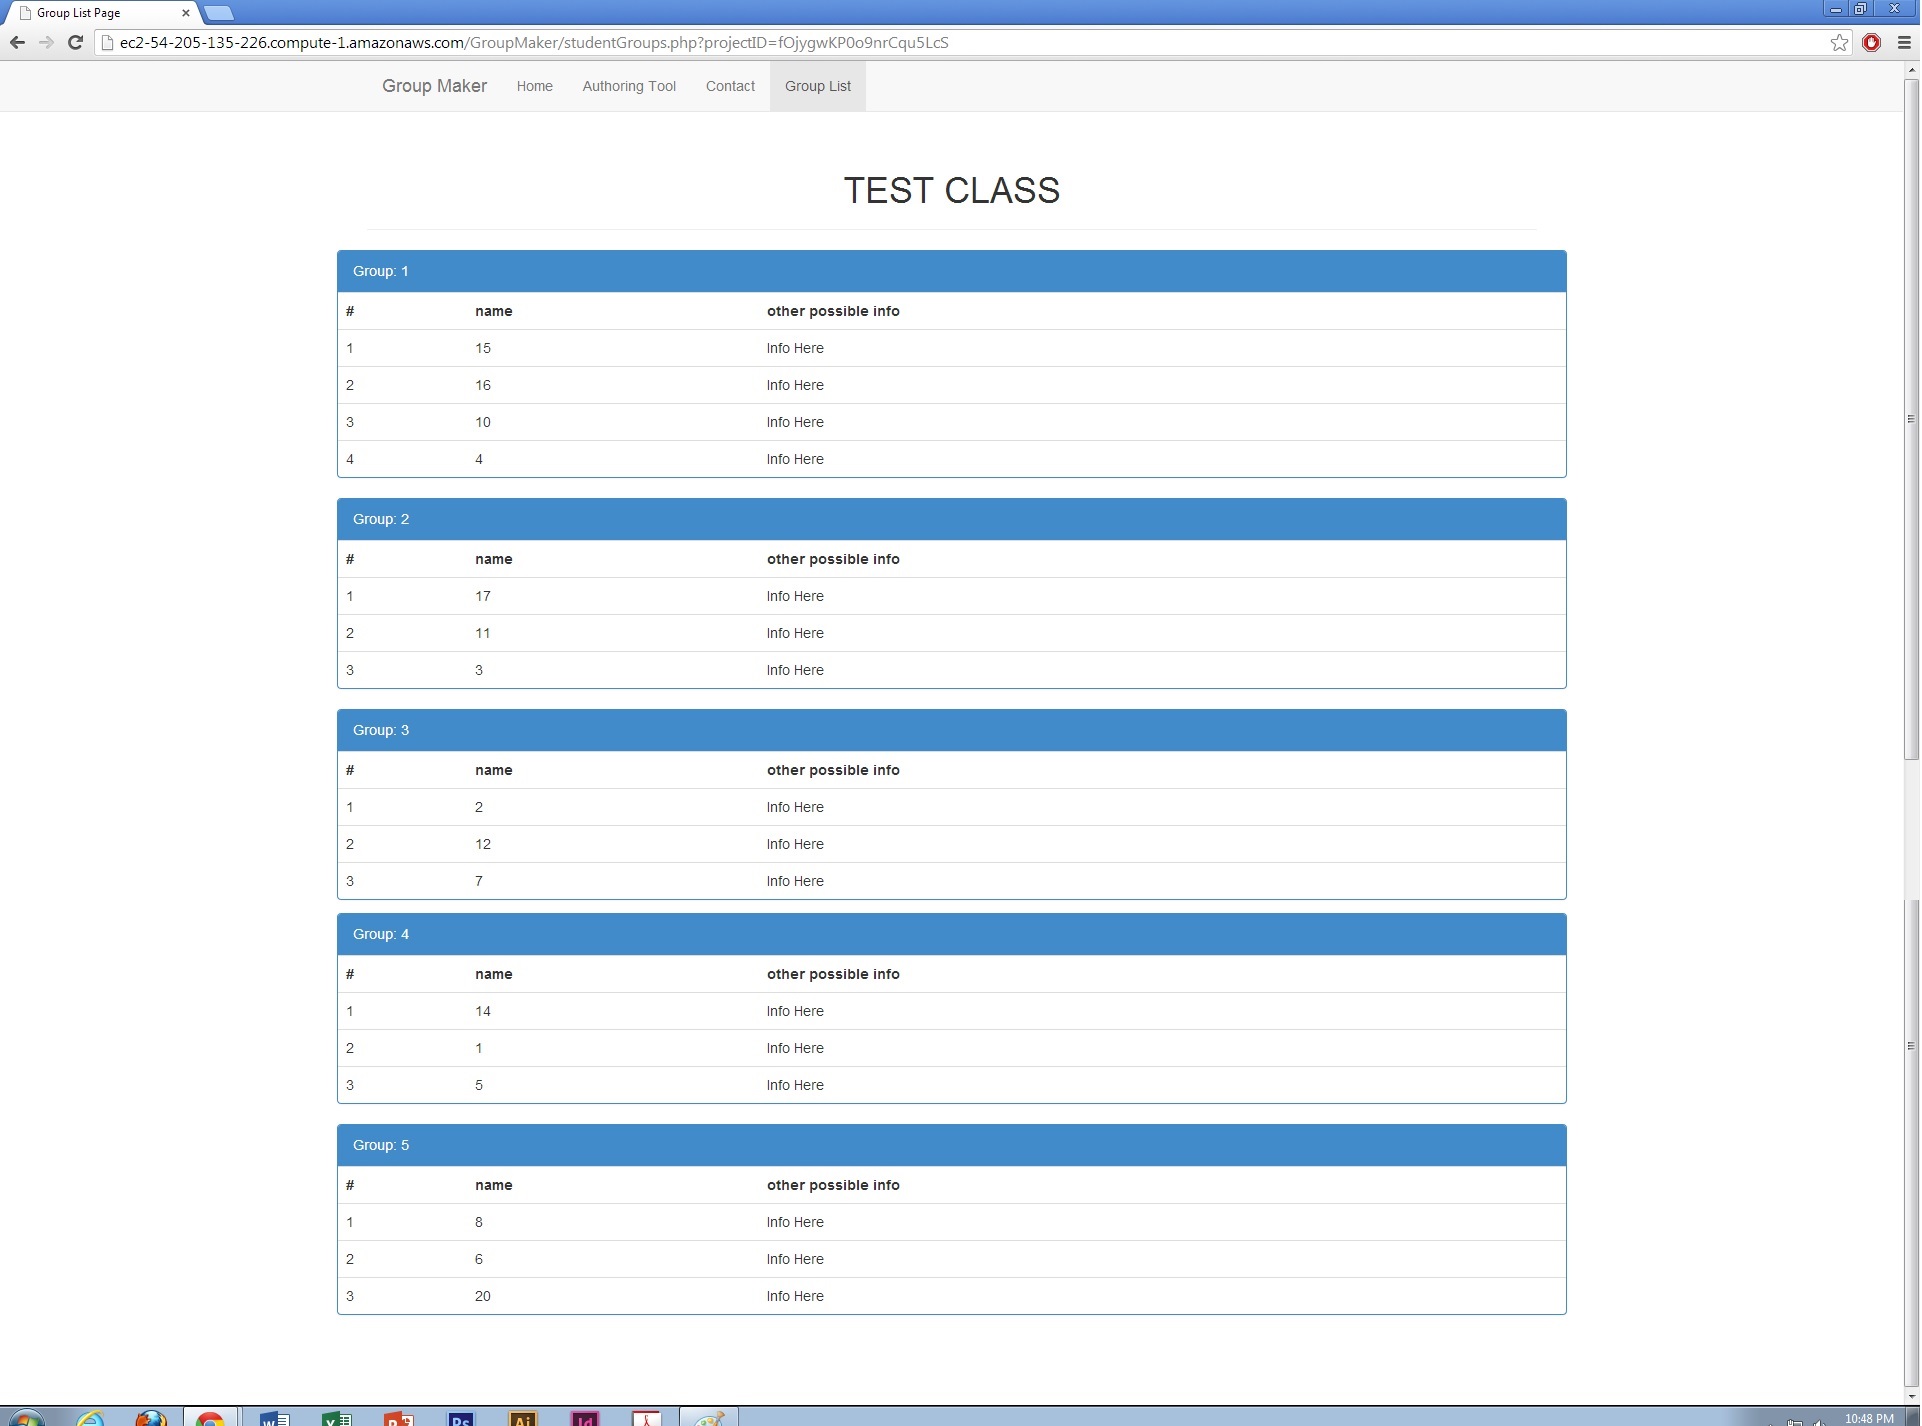 Group List Page
ec2-54-205-135-226.compute-1.amazonaws.com/GroupMaker/studentGroups.php?projectID=fOjygwKP0o9nrCqu5LcS
Group Maker Home Authoring Tool Contact Group List
TEST CLASS
Group: 1
# name other possible info
1 15 Info Here
2 16 Info Here
3 10 Info Here
4 4 Info Here
Group: 2
# name other possible info
1 17 Info Here
2 11 Info Here
3 3 Info Here
Group: 3
# name other possible info
1 2 Info Here
2 12 Info Here
3 7 Info Here
Group: 4
# name other possible info
1 14 Info Here
2 1 Info Here
3 5 Info Here
Group: 5
# name other possible info
1 8 Info Here
2 6 Info Here
3 20 Info Here
Ps Ai Id 10:48 PM